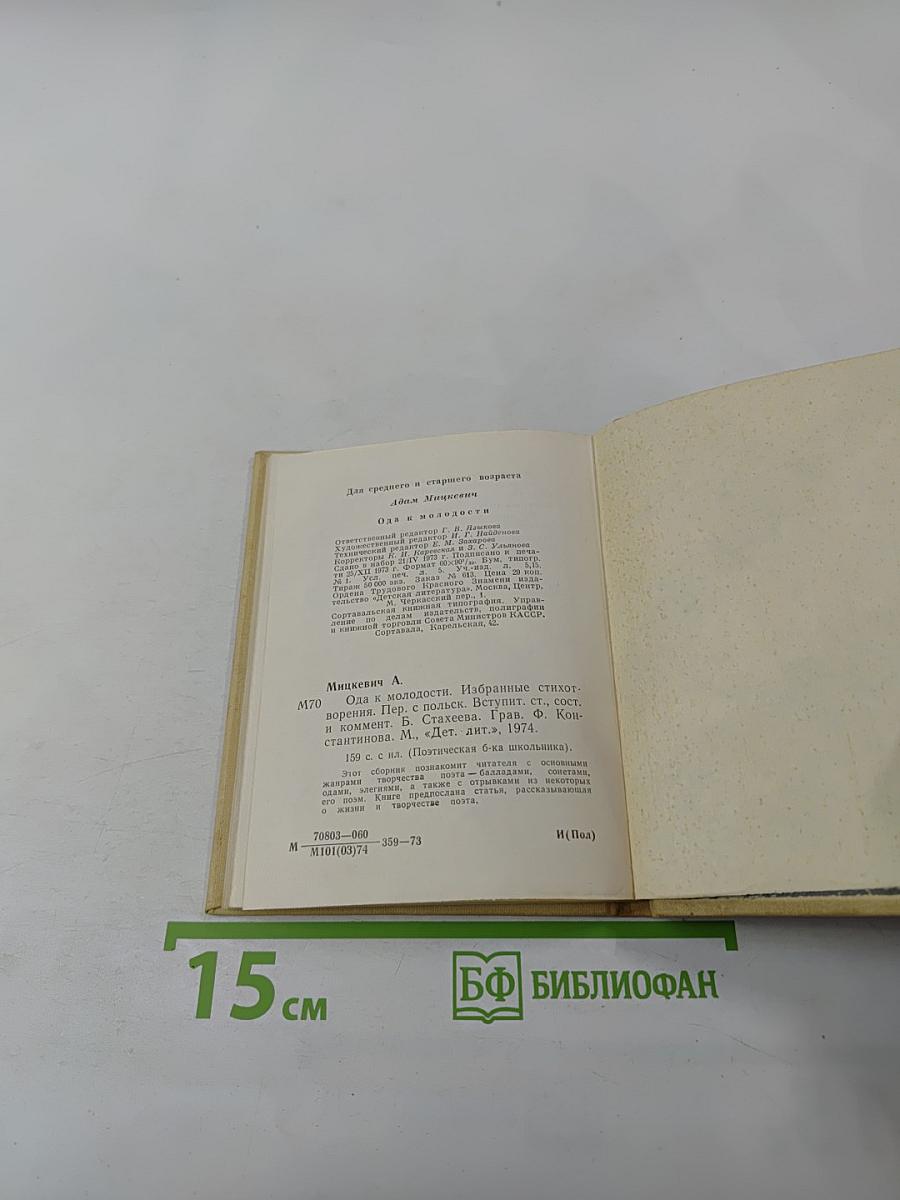 Для среднего и старшего возраста
Адам Мицкевич
Ода к молодости
Ответственный редактор Г. В. Языкова
Художественный редактор И. Г. Найденова
Технический редактор Е. М. Захарова
Корректоры К. И. Каревская и З. С. Ульянова
Сдано в набор 21/IV 1973 г. Подписано к печа-
ти 25/XII 1973 г. Формат 60×90¹/₃₂. Бум. типогр.
№ 1. Усл. печ. л. 5. Уч.-изд. л. 5,15.
Тираж 50 000 экз. Заказ № 613. Цена 29 коп.
Ордена Трудового Красного Знамени изда-
тельство «Детская литература». Москва, Центр,
М. Черкасский пер., 1.
Сортавальская книжная типография. Управ-
ление по делам издательств, полиграфии
и книжной торговли Совета Министров КАССР.
Сортавала, Карельская, 42.
Мицкевич А.
М70 Ода к молодости. Избранные стихот-
ворения. Пер. с польск. Вступит. ст., сост.
и коммент. Б. Стахеева. Грав. Ф. Кон-
стантинова. М., «Дет. лит.», 1974.
159 с. с ил. (Поэтическая б-ка школьника).
Этот сборник познакомит читателя с основными
жанрами творчества поэта — балладами, сонетами,
одами, элегиями, а также с отрывками из некоторых
его поэм. Книге предпослана статья, рассказывающая
о жизни и творчестве поэта.
М 70803—060 / М101(03)74 —359—73 И(Пол)
15 см БФ БИБЛИОФАН